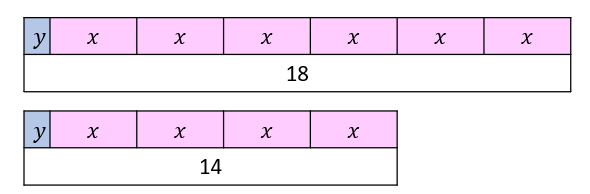 y x x x x x x
18
y x x x x
14